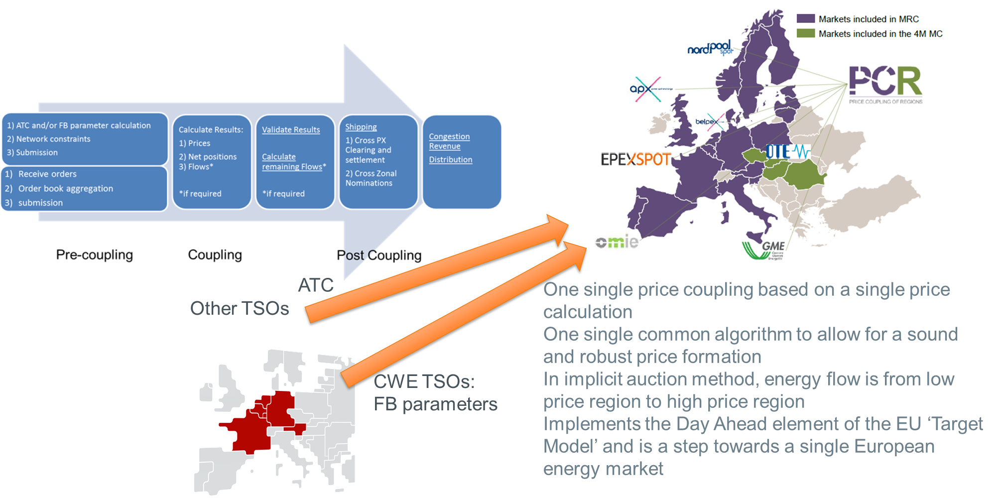 Markets included in MRC
Markets included in the 4M MC
nordpool
spot
PCR
PRICE COUPLING OF REGIONS
apx
belpex
EPEXSPOT
OTE
omie
GME
Gestore
Mercati
Energetici
1) ATC and/or FB parameter calculation
2) Network constraints
3) Submission
1) Receive orders
2) Order book aggregation
3) submission
Calculate Results:
1) Prices
2) Net positions
3) Flows*
*if required
Validate Results
Calculate
remaining Flows*
*if required
Shipping
1) Cross PX
Clearing and
settlement
2) Cross Zonal
Nominations
Congestion
Revenue
Distribution
Pre-coupling
Coupling
Post Coupling
ATC
Other TSOs
CWE TSOs:
FB parameters
One single price coupling based on a single price
calculation
One single common algorithm to allow for a sound
and robust price formation
In implicit auction method, energy flow is from low
price region to high price region
Implements the Day Ahead element of the EU ‘Target
Model’ and is a step towards a single European
energy market